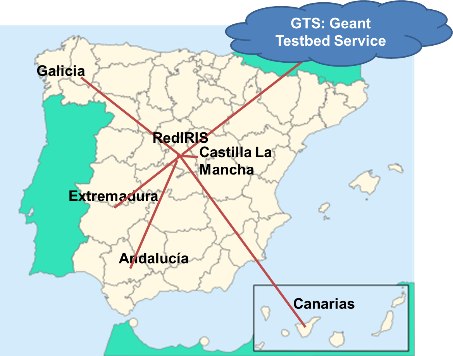 GTS: Geant
Testbed Service
Galicia
RedIRIS
Castilla La
Mancha
Extremadura
Andalucía
Canarias